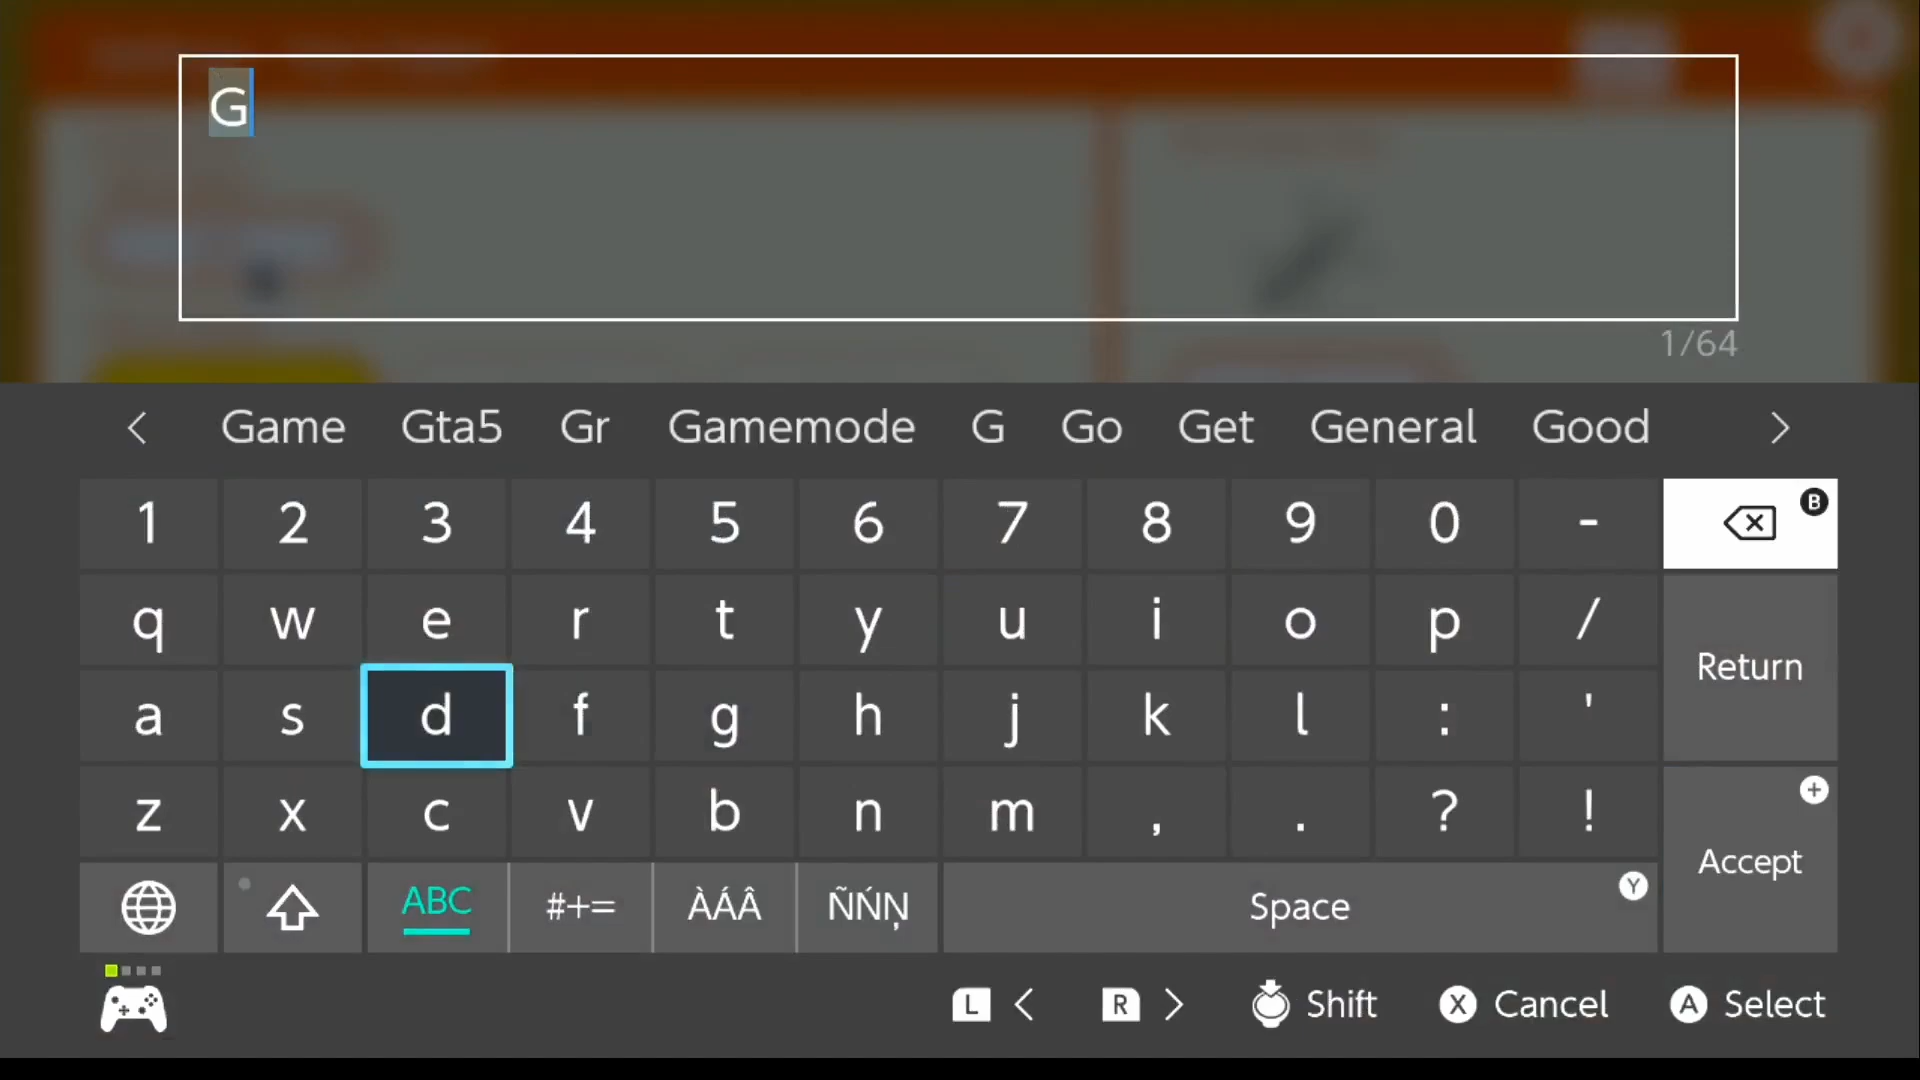 G
1/64
< Game Gta5 Gr Gamemode G Go Get General Good >
1 2 3 4 5 6 7 8 9 0 - B
q w e r t y u i o p / Return
a s d f g h j k l : '
z x c v b n m , . ? ! + Accept
ABC #+= ÀÁÂ ÑŃŅ Space Y
L < R > Shift X Cancel A Select